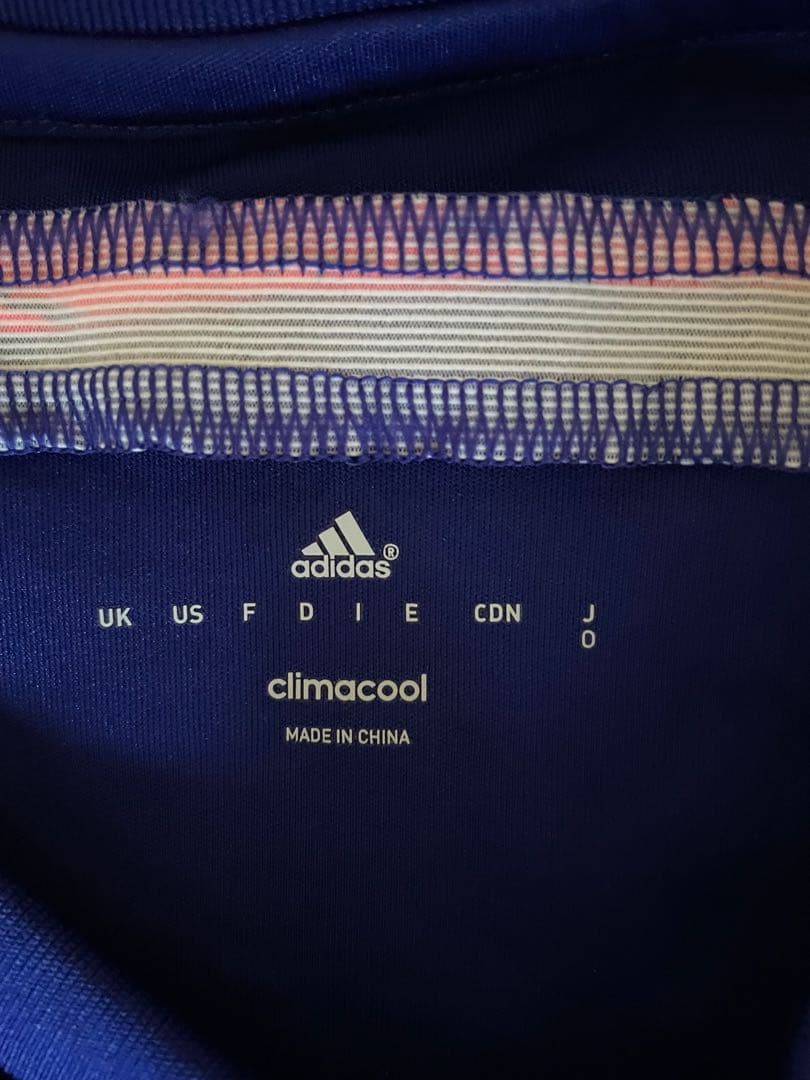 adidas®
UK US F D I E CDN J
O
climacool
MADE IN CHINA